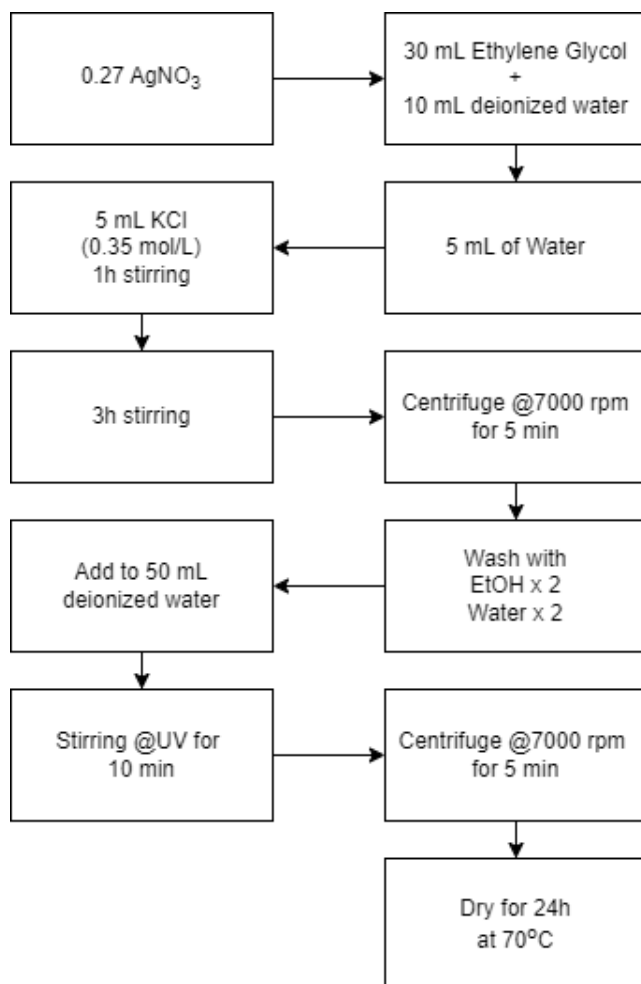 0.27 AgNO₃
30 mL Ethylene Glycol
+
10 mL deionized water
5 mL of Water
5 mL KCl
(0.35 mol/L)
1h stirring
3h stirring
Centrifuge @7000 rpm
for 5 min
Wash with
EtOH x 2
Water x 2
Add to 50 mL
deionized water
Stirring @UV for
10 min
Centrifuge @7000 rpm
for 5 min
Dry for 24h
at 70°C